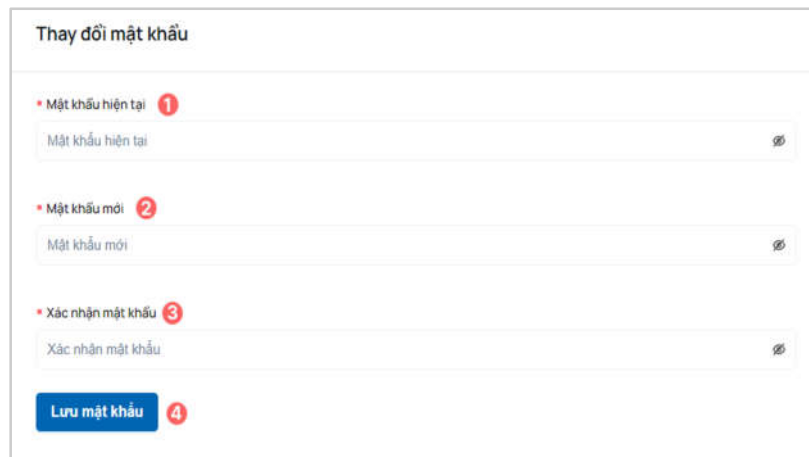 Thay đổi mật khẩu
* Mật khẩu hiện tại 1
Mật khẩu hiện tại
* Mật khẩu mới 2
Mật khẩu mới
* Xác nhận mật khẩu 3
Xác nhận mật khẩu
Lưu mật khẩu 4